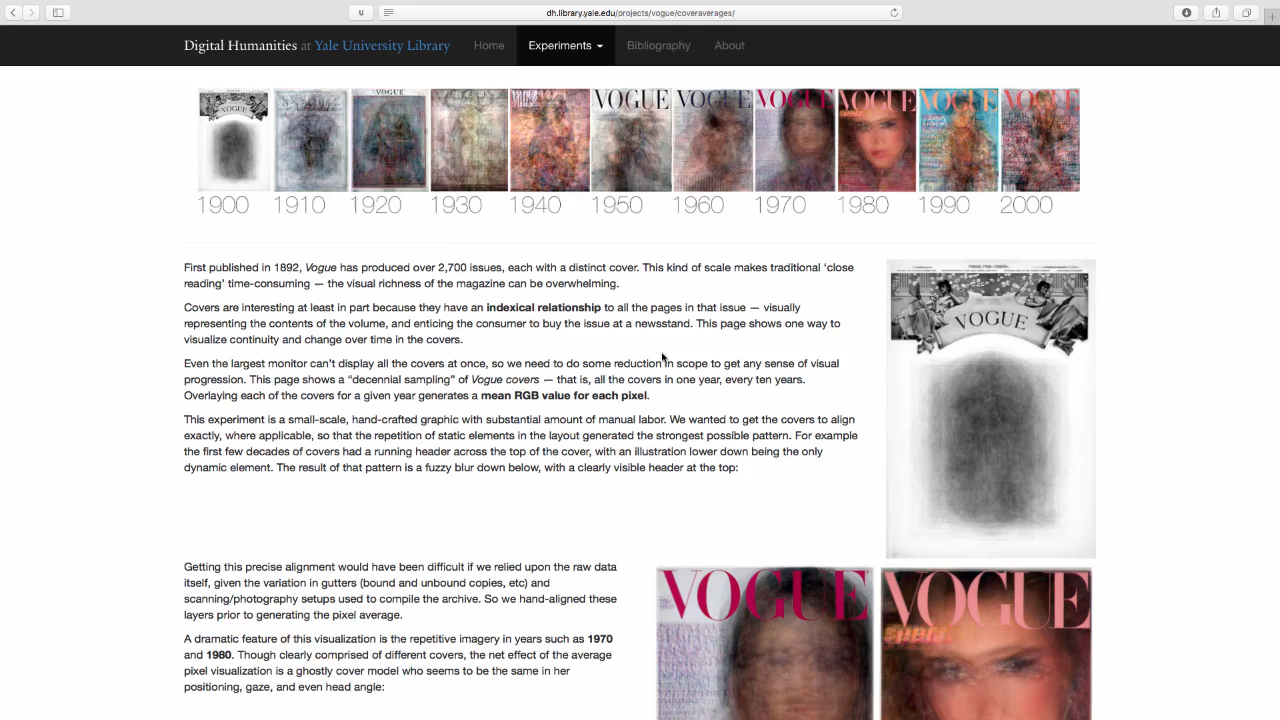 dh.library.yale.edu/projects/vogue/coveraverages/
Digital Humanities at Yale University Library
Home
Experiments
Bibliography
About
VOGUE
VOGUE
VOGUE
VOGUE
VOGUE
VOGUE
VOGUE
VOGUE
1900
1910
1920
1930
1940
1950
1960
1970
1980
1990
2000
First published in 1892, Vogue has produced over 2,700 issues, each with a distinct cover. This kind of scale makes traditional ‘close
reading’ time-consuming — the visual richness of the magazine can be overwhelming.
Covers are interesting at least in part because they have an indexical relationship to all the pages in that issue — visually
representing the contents of the volume, and enticing the consumer to buy the issue at a newsstand. This page shows one way to
visualize continuity and change over time in the covers.
Even the largest monitor can’t display all the covers at once, so we need to do some reduction in scope to get any sense of visual
progression. This page shows a “decennial sampling” of Vogue covers — that is, all the covers in one year, every ten years.
Overlaying each of the covers for a given year generates a mean RGB value for each pixel.
This experiment is a small-scale, hand-crafted graphic with substantial amount of manual labor. We wanted to get the covers to align
exactly, where applicable, so that the repetition of static elements in the layout generated the strongest possible pattern. For example
the first few decades of covers had a running header across the top of the cover, with an illustration lower down being the only
dynamic element. The result of that pattern is a fuzzy blur down below, with a clearly visible header at the top:
VOGUE
Getting this precise alignment would have been difficult if we relied upon the raw data
itself, given the variation in gutters (bound and unbound copies, etc) and
scanning/photography setups used to compile the archive. So we hand-aligned these
layers prior to generating the pixel average.
A dramatic feature of this visualization is the repetitive imagery in years such as 1970
and 1980. Though clearly comprised of different covers, the net effect of the average
pixel visualization is a ghostly cover model who seems to be the same in her
positioning, gaze, and even head angle:
VOGUE
VOGUE